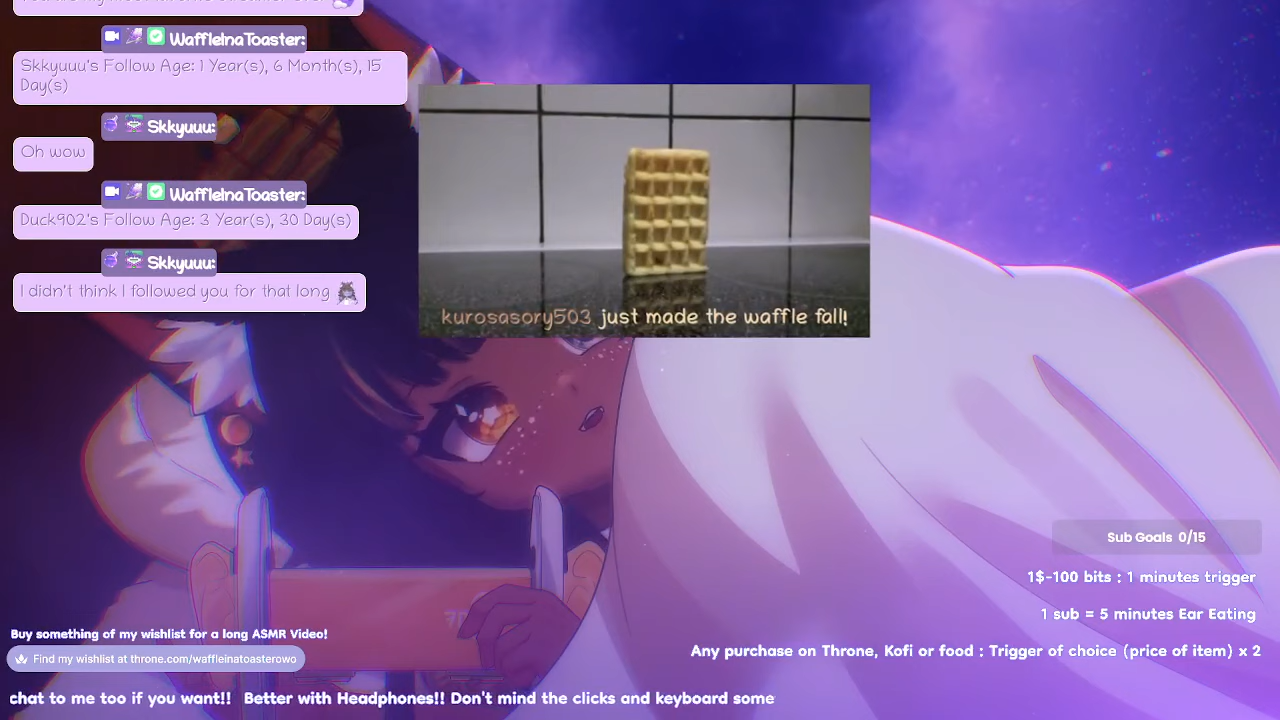 WaffleInaToaster:
Skkyuuu's Follow Age: 1 Year(s), 6 Month(s), 15
Day(s)
Skkyuuu:
Oh wow
WaffleInaToaster:
Duck902's Follow Age: 3 Year(s), 30 Day(s)
Skkyuuu:
I didn't think I followed you for that long
kurosasory503 just made the waffle fall!
Sub Goals 0/15
1$-100 bits : 1 minutes trigger
1 sub = 5 minutes Ear Eating
Any purchase on Throne, Kofi or food : Trigger of choice (price of item) x 2
Buy something of my wishlist for a long ASMR Video!
Find my wishlist at throne.com/waffleinatoasterowo
chat to me too if you want!! Better with Headphones!! Don't mind the clicks and keyboard some